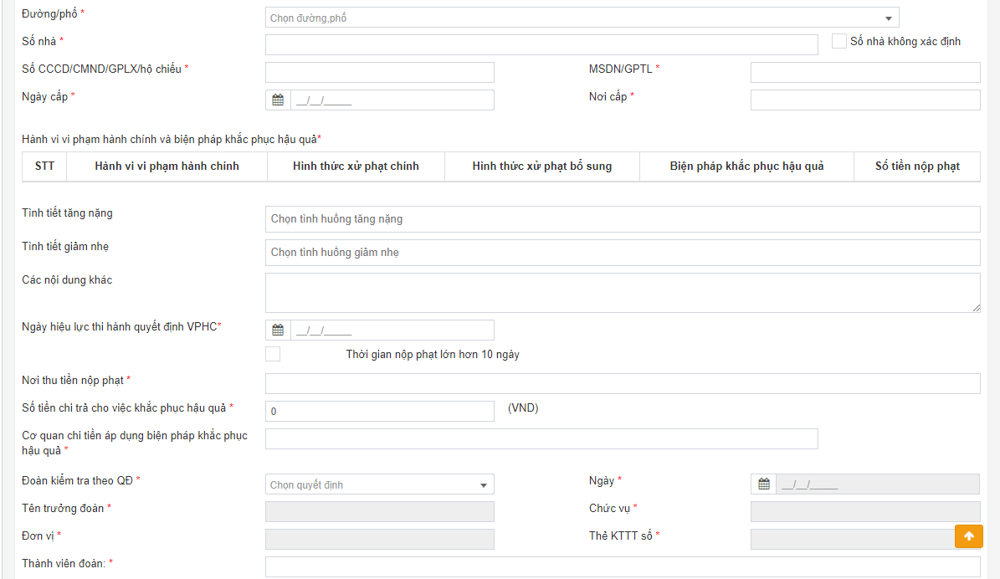 Đường/phố *
Chọn đường,phố
Số nhà *
Số nhà không xác định
Số CCCD/CMND/GPLX/hộ chiếu *
MSDN/GPTL *
Ngày cấp *
__/__/_____
Nơi cấp *
Hành vi vi phạm hành chính và biện pháp khắc phục hậu quả*
STT
Hành vi vi phạm hành chính
Hình thức xử phạt chính
Hình thức xử phạt bổ sung
Biện pháp khắc phục hậu quả
Số tiền nộp phạt
Tình tiết tăng nặng
Chọn tình huống tăng nặng
Tình tiết giảm nhẹ
Chọn tình huống giảm nhẹ
Các nội dung khác
Ngày hiệu lực thi hành quyết định VPHC*
__/__/_____
Thời gian nộp phạt lớn hơn 10 ngày
Nơi thu tiền nộp phạt *
Số tiền chi trả cho việc khắc phục hậu quả *
0
(VND)
Cơ quan chi tiền áp dụng biện pháp khắc phục
hậu quả *
Đoàn kiểm tra theo QĐ *
Chọn quyết định
Ngày *
__/__/_____
Tên trưởng đoàn *
Chức vụ *
Đơn vị *
Thẻ KTTT số *
Thành viên đoàn: *